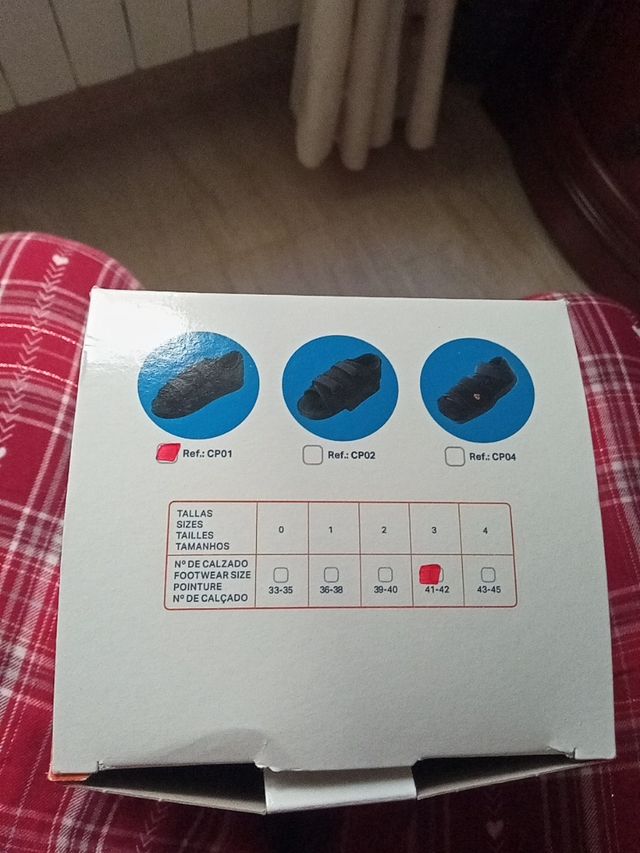 Ref.: CP01
Ref.: CP02
Ref.: CP04
TALLAS
SIZES
TAILLES
TAMANHOS
0
1
2
3
4
Nº DE CALZADO
FOOTWEAR SIZE
POINTURE
Nº DE CALÇADO
33-35
36-38
39-40
41-42
43-45